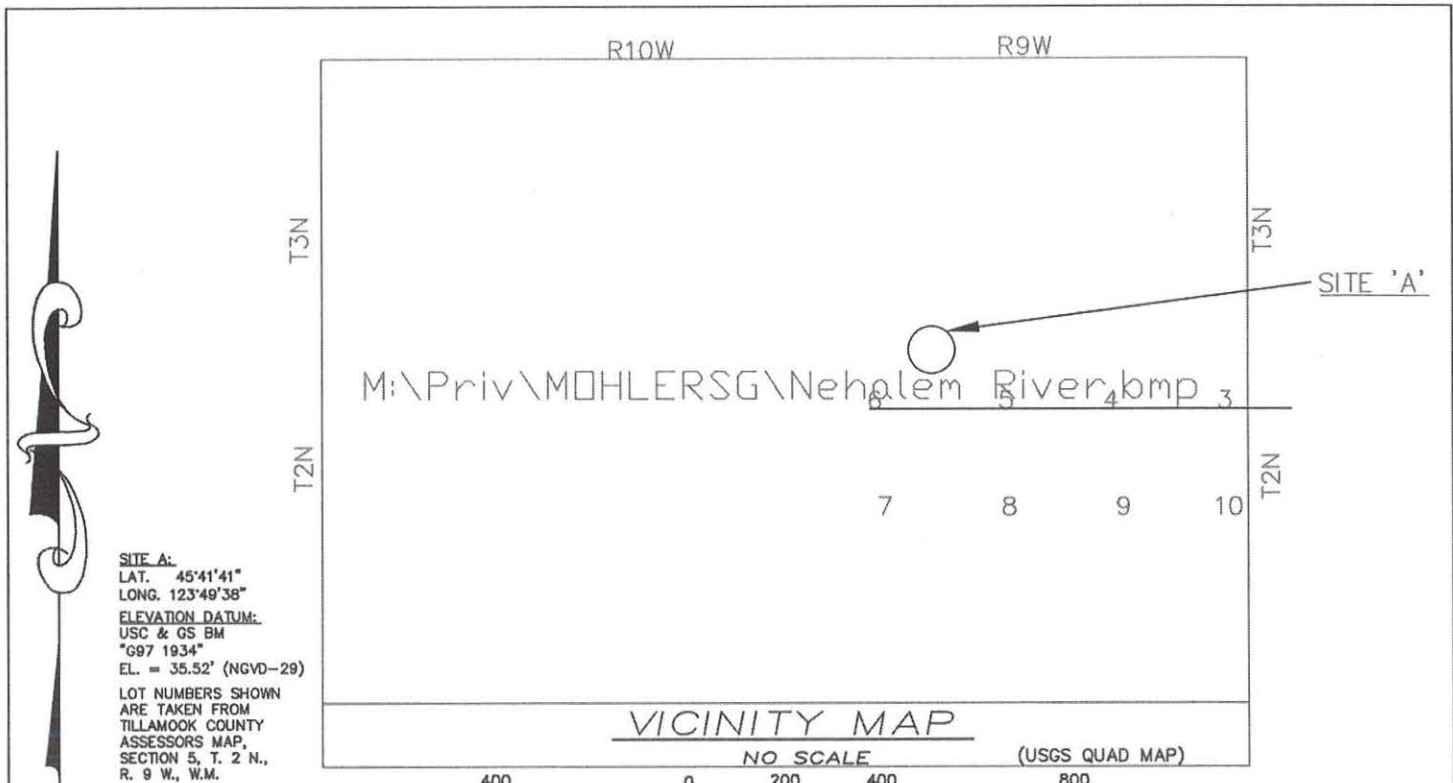 R10W R9W
T3N T3N
SITE 'A'
M:\Priv\MOHLERSG\Nehalem River.bmp
6 5 4 3
T2N T2N
7 8 9 10
SITE A:
LAT. 45°41'41"
LONG. 123°49'38"
ELEVATION DATUM:
USC & GS BM
"G97 1934"
EL. = 35.52' (NGVD-29)
LOT NUMBERS SHOWN
ARE TAKEN FROM
TILLAMOOK COUNTY
ASSESSORS MAP,
SECTION 5, T. 2 N.,
R. 9 W., W.M.
VICINITY MAP
NO SCALE (USGS QUAD MAP)
400 0 200 400 800